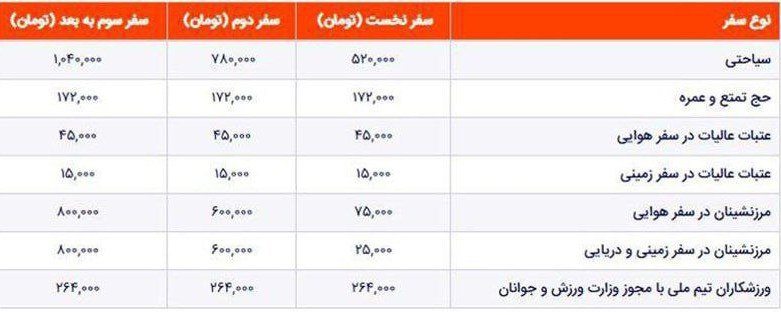 نوع سفر سفر نخست (تومان) سفر دوم (تومان) سفر سوم به بعد (تومان)
سیاحتی ۵۲۰,۰۰۰ ۷۸۰,۰۰۰ ۱,۰۴۰,۰۰۰
حج تمتع و عمره ۱۷۲,۰۰۰ ۱۷۲,۰۰۰ ۱۷۲,۰۰۰
عتبات عالیات در سفر هوایی ۴۵,۰۰۰ ۴۵,۰۰۰ ۴۵,۰۰۰
عتبات عالیات در سفر زمینی ۱۵,۰۰۰ ۱۵,۰۰۰ ۱۵,۰۰۰
مرزنشینان در سفر هوایی ۷۵,۰۰۰ ۶۰۰,۰۰۰ ۸۰۰,۰۰۰
مرزنشینان در سفر زمینی و دریایی ۲۵,۰۰۰ ۶۰۰,۰۰۰ ۸۰۰,۰۰۰
ورزشکاران تیم ملی با مجوز وزارت ورزش و جوانان ۲۶۴,۰۰۰ ۲۶۴,۰۰۰ ۲۶۴,۰۰۰